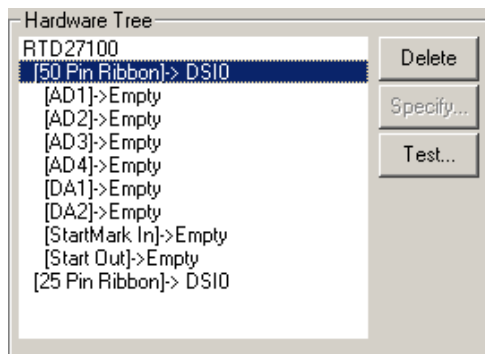 Hardware Tree
RTD27100
[50 Pin Ribbon]-> DSI0
[AD1]->Empty
[AD2]->Empty
[AD3]->Empty
[AD4]->Empty
[DA1]->Empty
[DA2]->Empty
[StartMark In]->Empty
[Start Out]->Empty
[25 Pin Ribbon]-> DSI0
Delete
Specify...
Test...